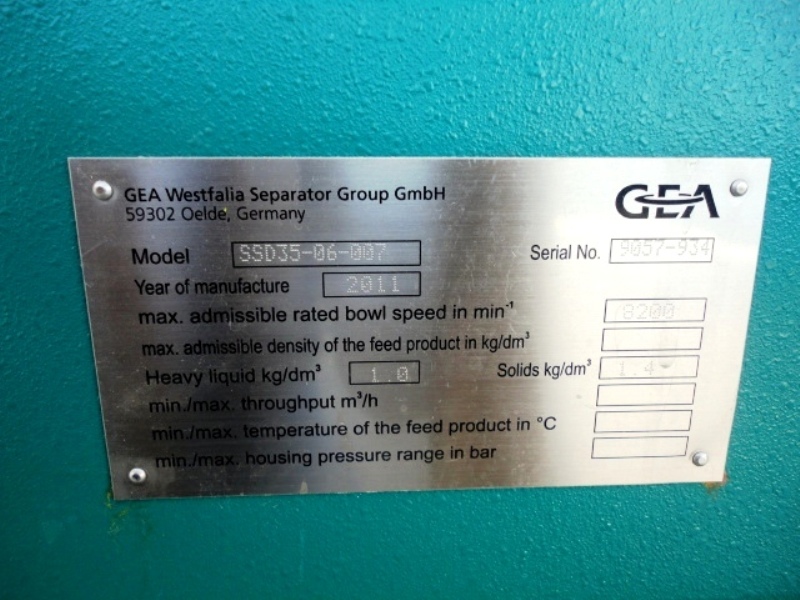 GEA Westfalia Separator Group GmbH
59302 Oelde, Germany
GEA
Model SSD35-06-007 Serial No. 9057-934
Year of manufacture 2011
max. admissible rated bowl speed in min⁻¹ /8200
max. admissible density of the feed product in kg/dm³
Heavy liquid kg/dm³ 1.0 Solids kg/dm³ 1.4
min./max. throughput m³/h
min./max. temperature of the feed product in °C
min./max. housing pressure range in bar